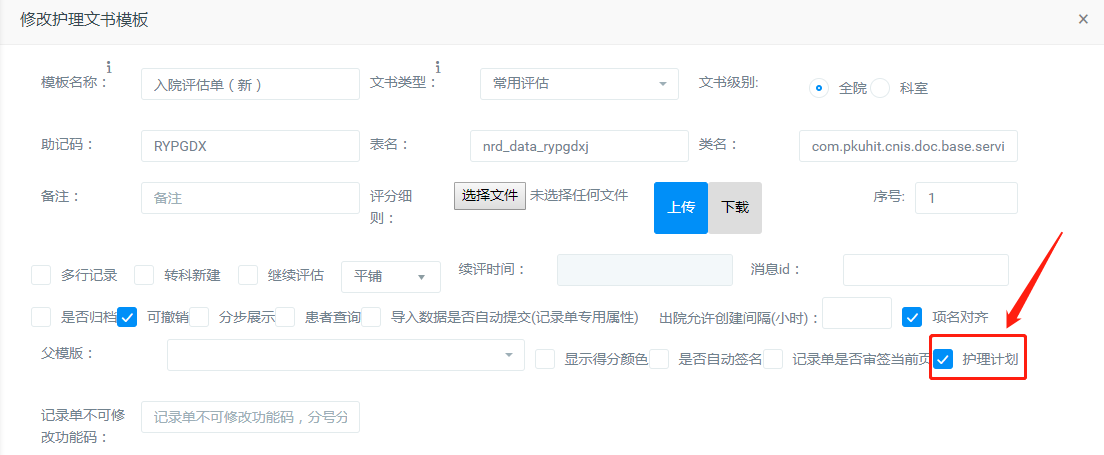 修改护理文书模板 ×
模板名称： i 入院评估单（新） 文书类型： i 常用评估 文书级别: 全院 科室
助记码： RYPGDX 表名： nrd_data_rypgdxj 类名： com.pkuhit.cnis.doc.base.servi
备注： 备注 评分细则： 选择文件 未选择任何文件 上传 下载 序号: 1
多行记录 转科新建 继续评估 平铺 续评时间： 消息id：
是否归档 可撤销 分步展示 患者查询 导入数据是否自动提交(记录单专用属性) 出院允许创建间隔(小时)： 项名对齐
父模版： 显示得分颜色 是否自动签名 记录单是否审签当前页 护理计划
记录单不可修改功能码： 记录单不可修改功能码，分号分